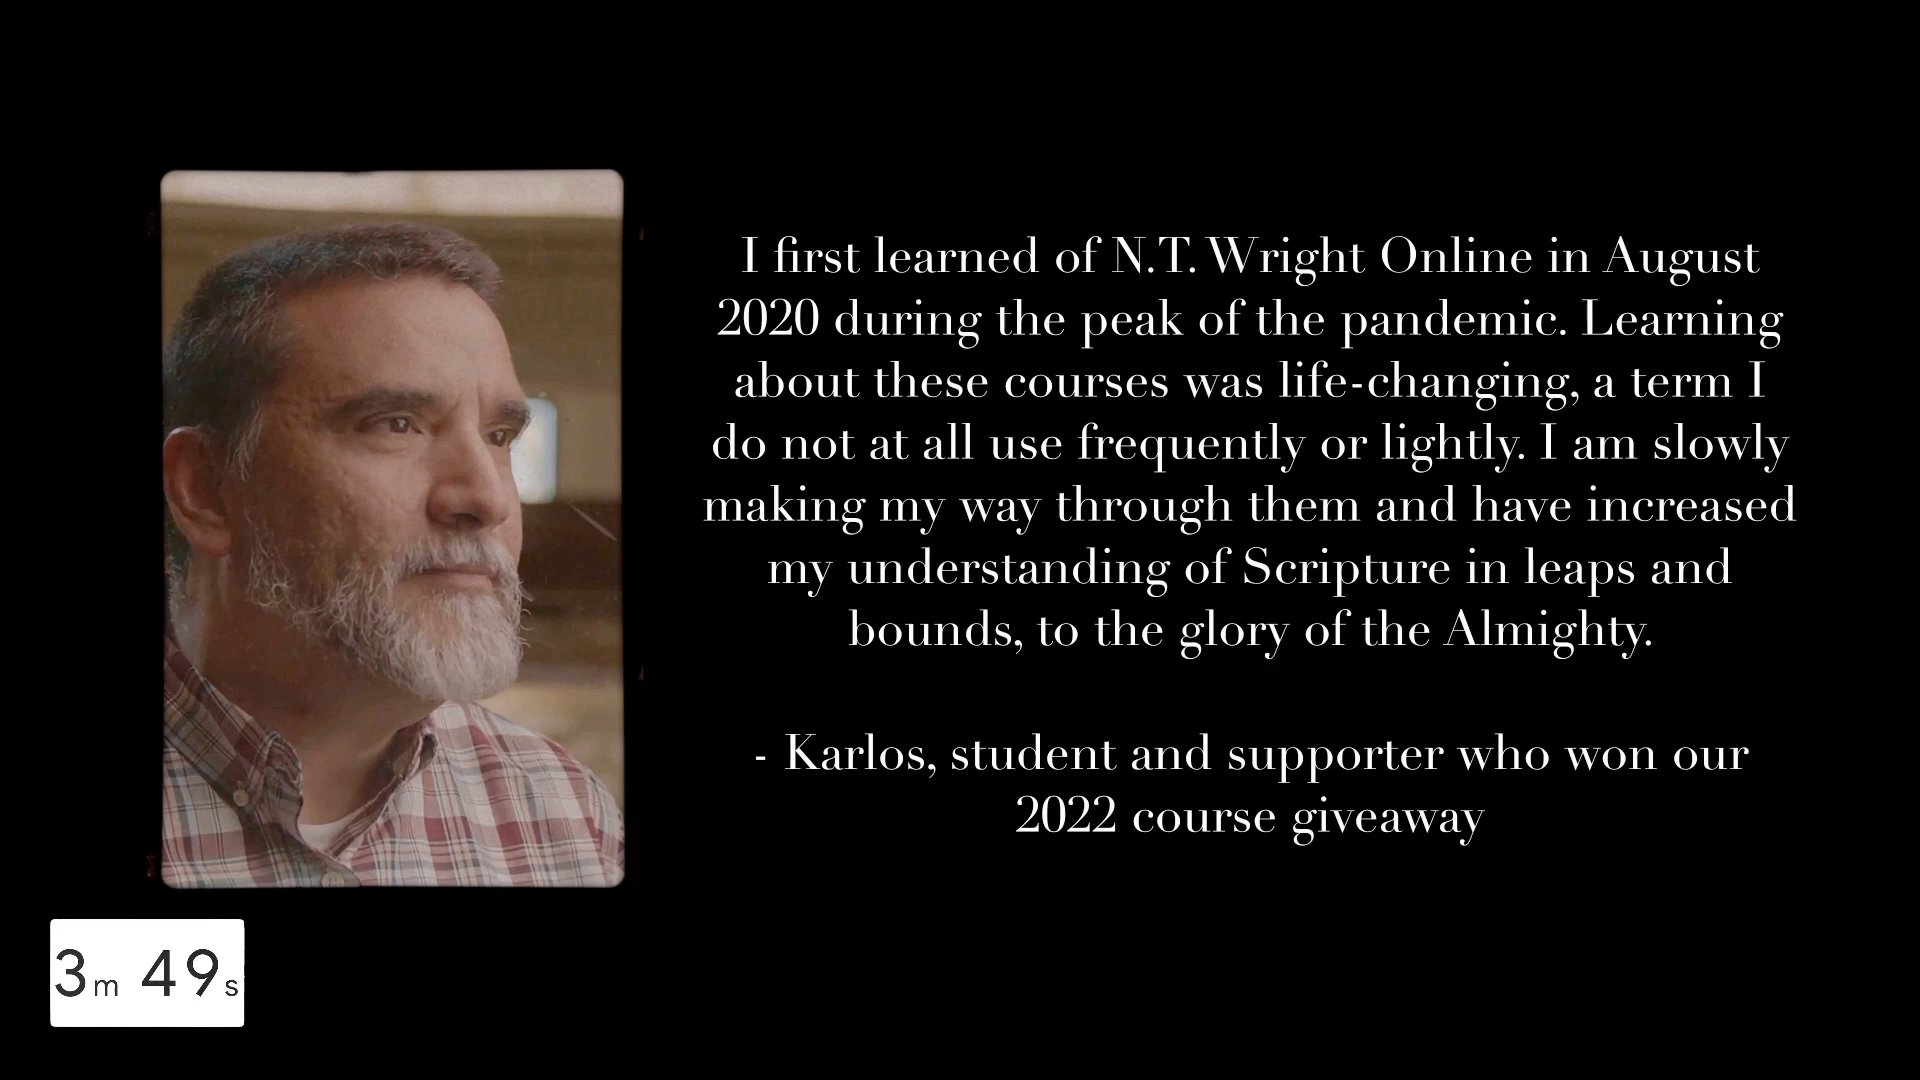 I first learned of N.T. Wright Online in August
2020 during the peak of the pandemic. Learning
about these courses was life-changing, a term I
do not at all use frequently or lightly. I am slowly
making my way through them and have increased
my understanding of Scripture in leaps and
bounds, to the glory of the Almighty.
- Karlos, student and supporter who won our
2022 course giveaway
3m 49s